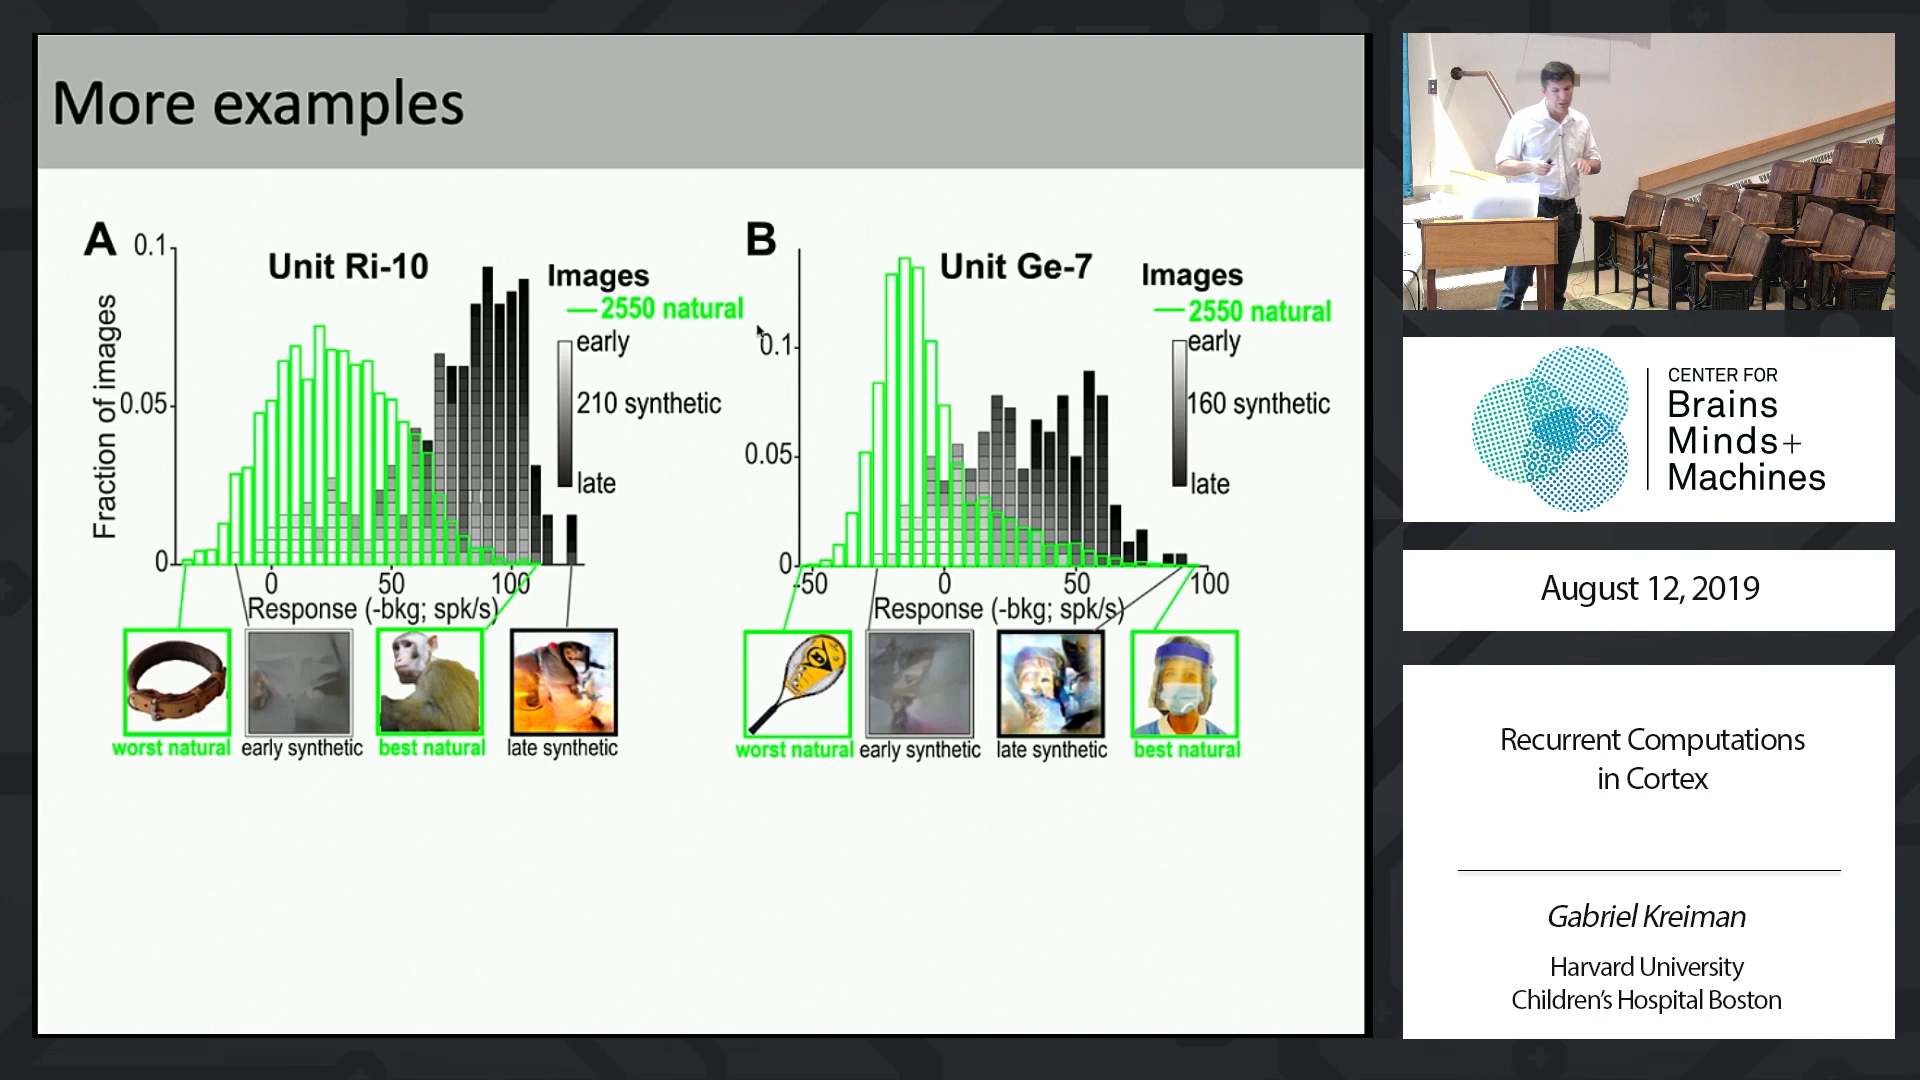 More examples
A
0.1
0.05
0
Fraction of images
Unit Ri-10
Images
2550 natural
early
210 synthetic
late
0
50
100
Response (-bkg; spk/s)
worst natural
early synthetic
best natural
late synthetic
B
0.1
0.05
0
Unit Ge-7
Images
2550 natural
early
160 synthetic
late
-50
0
50
100
Response (-bkg; spk/s)
worst natural
early synthetic
late synthetic
best natural
CENTER FOR
Brains
Minds+
Machines
August 12, 2019
Recurrent Computations
in Cortex
Gabriel Kreiman
Harvard University
Children's Hospital Boston